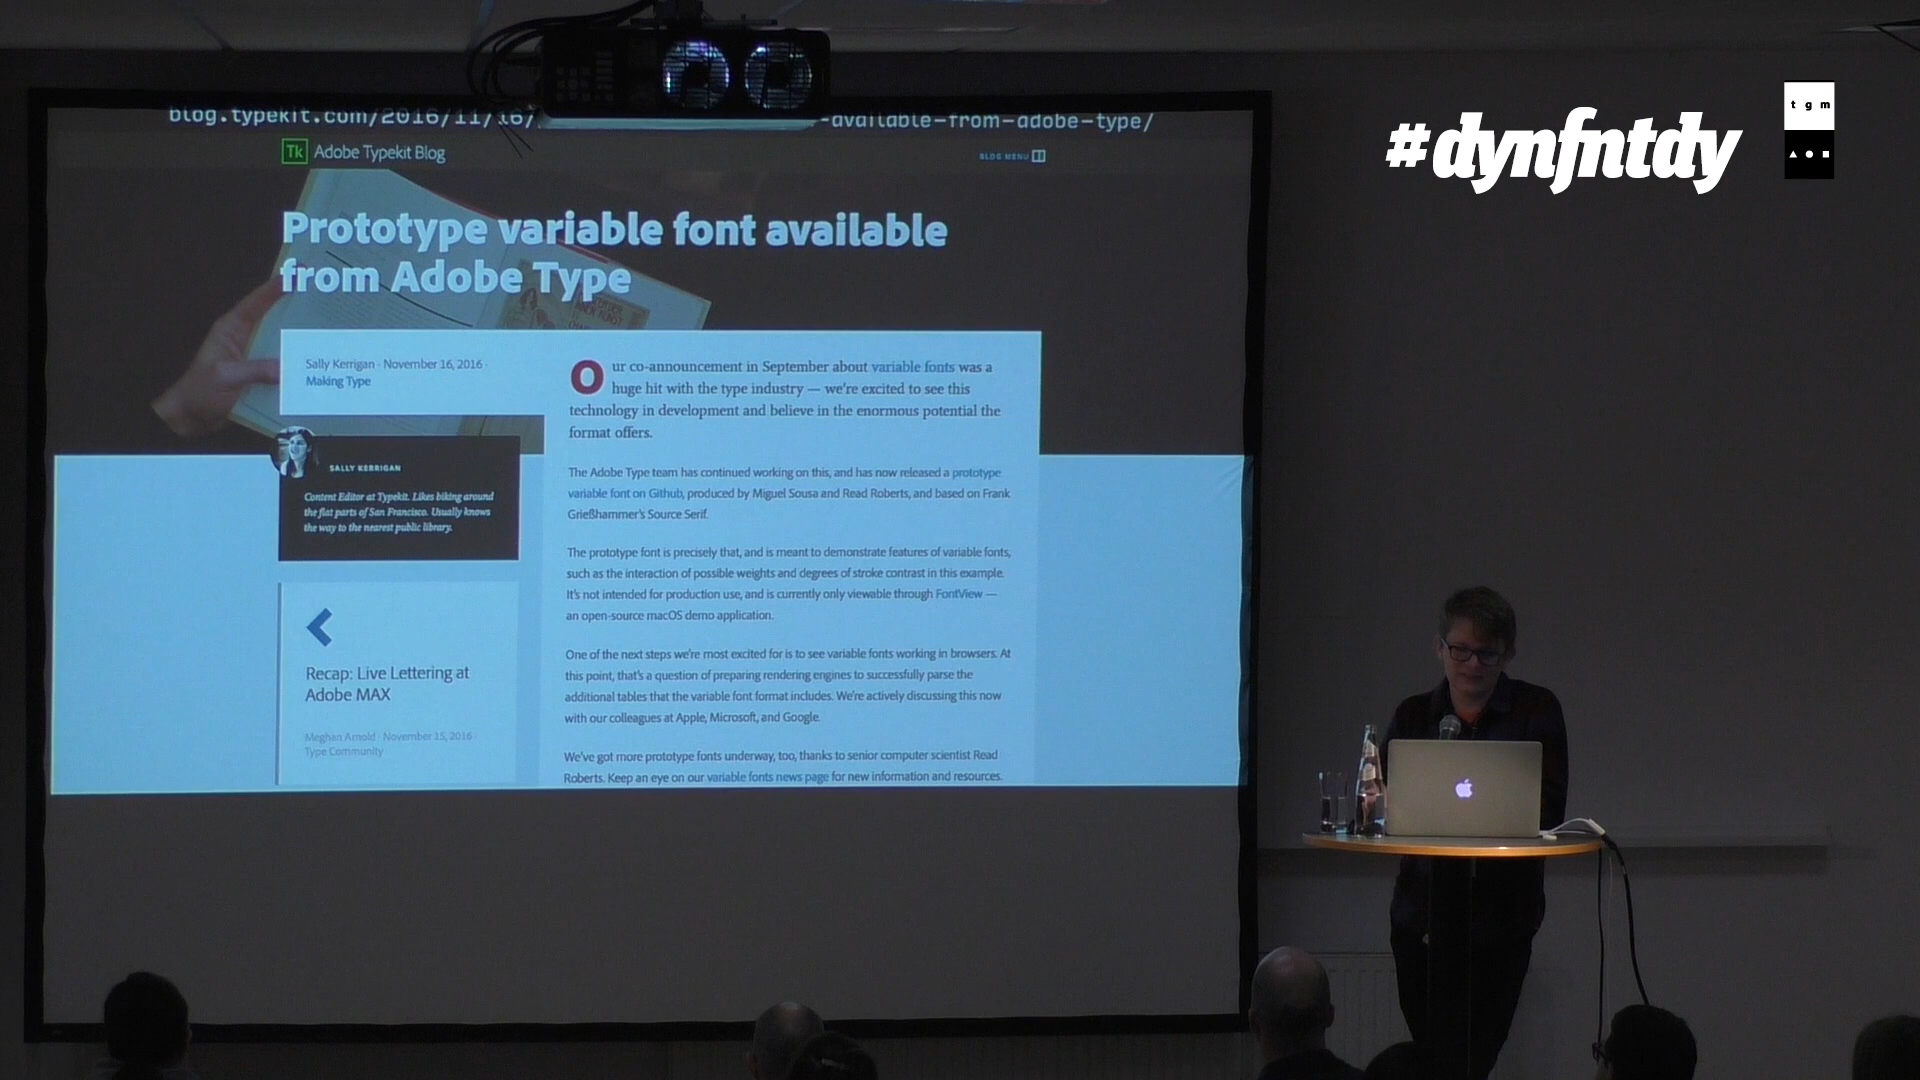 blog.typekit.com/2016/11/16/ -available-from-adobe-type/
#dynfntdy
tgm
Tk Adobe Typekit Blog
BLOG MENU
Prototype variable font available
from Adobe Type
Sally Kerrigan · November 16, 2016 ·
Making Type
SALLY KERRIGAN
Content Editor at Typekit. Likes biking around
the flat parts of San Francisco. Usually knows
the way to the nearest public library.
Recap: Live Lettering at
Adobe MAX
Meghan Arnold · November 15, 2016 ·
Type Community
Our co-announcement in September about variable fonts was a
huge hit with the type industry — we're excited to see this
technology in development and believe in the enormous potential the
format offers.
The Adobe Type team has continued working on this, and has now released a prototype
variable font on Github, produced by Miguel Sousa and Read Roberts, and based on Frank
Grießhammer's Source Serif.
The prototype font is precisely that, and is meant to demonstrate features of variable fonts,
such as the interaction of possible weights and degrees of stroke contrast in this example.
It's not intended for production use, and is currently only viewable through FontView —
an open-source macOS demo application.
One of the next steps we're most excited for is to see variable fonts working in browsers. At
this point, that's a question of preparing rendering engines to successfully parse the
additional tables that the variable font format includes. We're actively discussing this now
with our colleagues at Apple, Microsoft, and Google.
We've got more prototype fonts underway, too, thanks to senior computer scientist Read
Roberts. Keep an eye on our variable fonts news page for new information and resources.